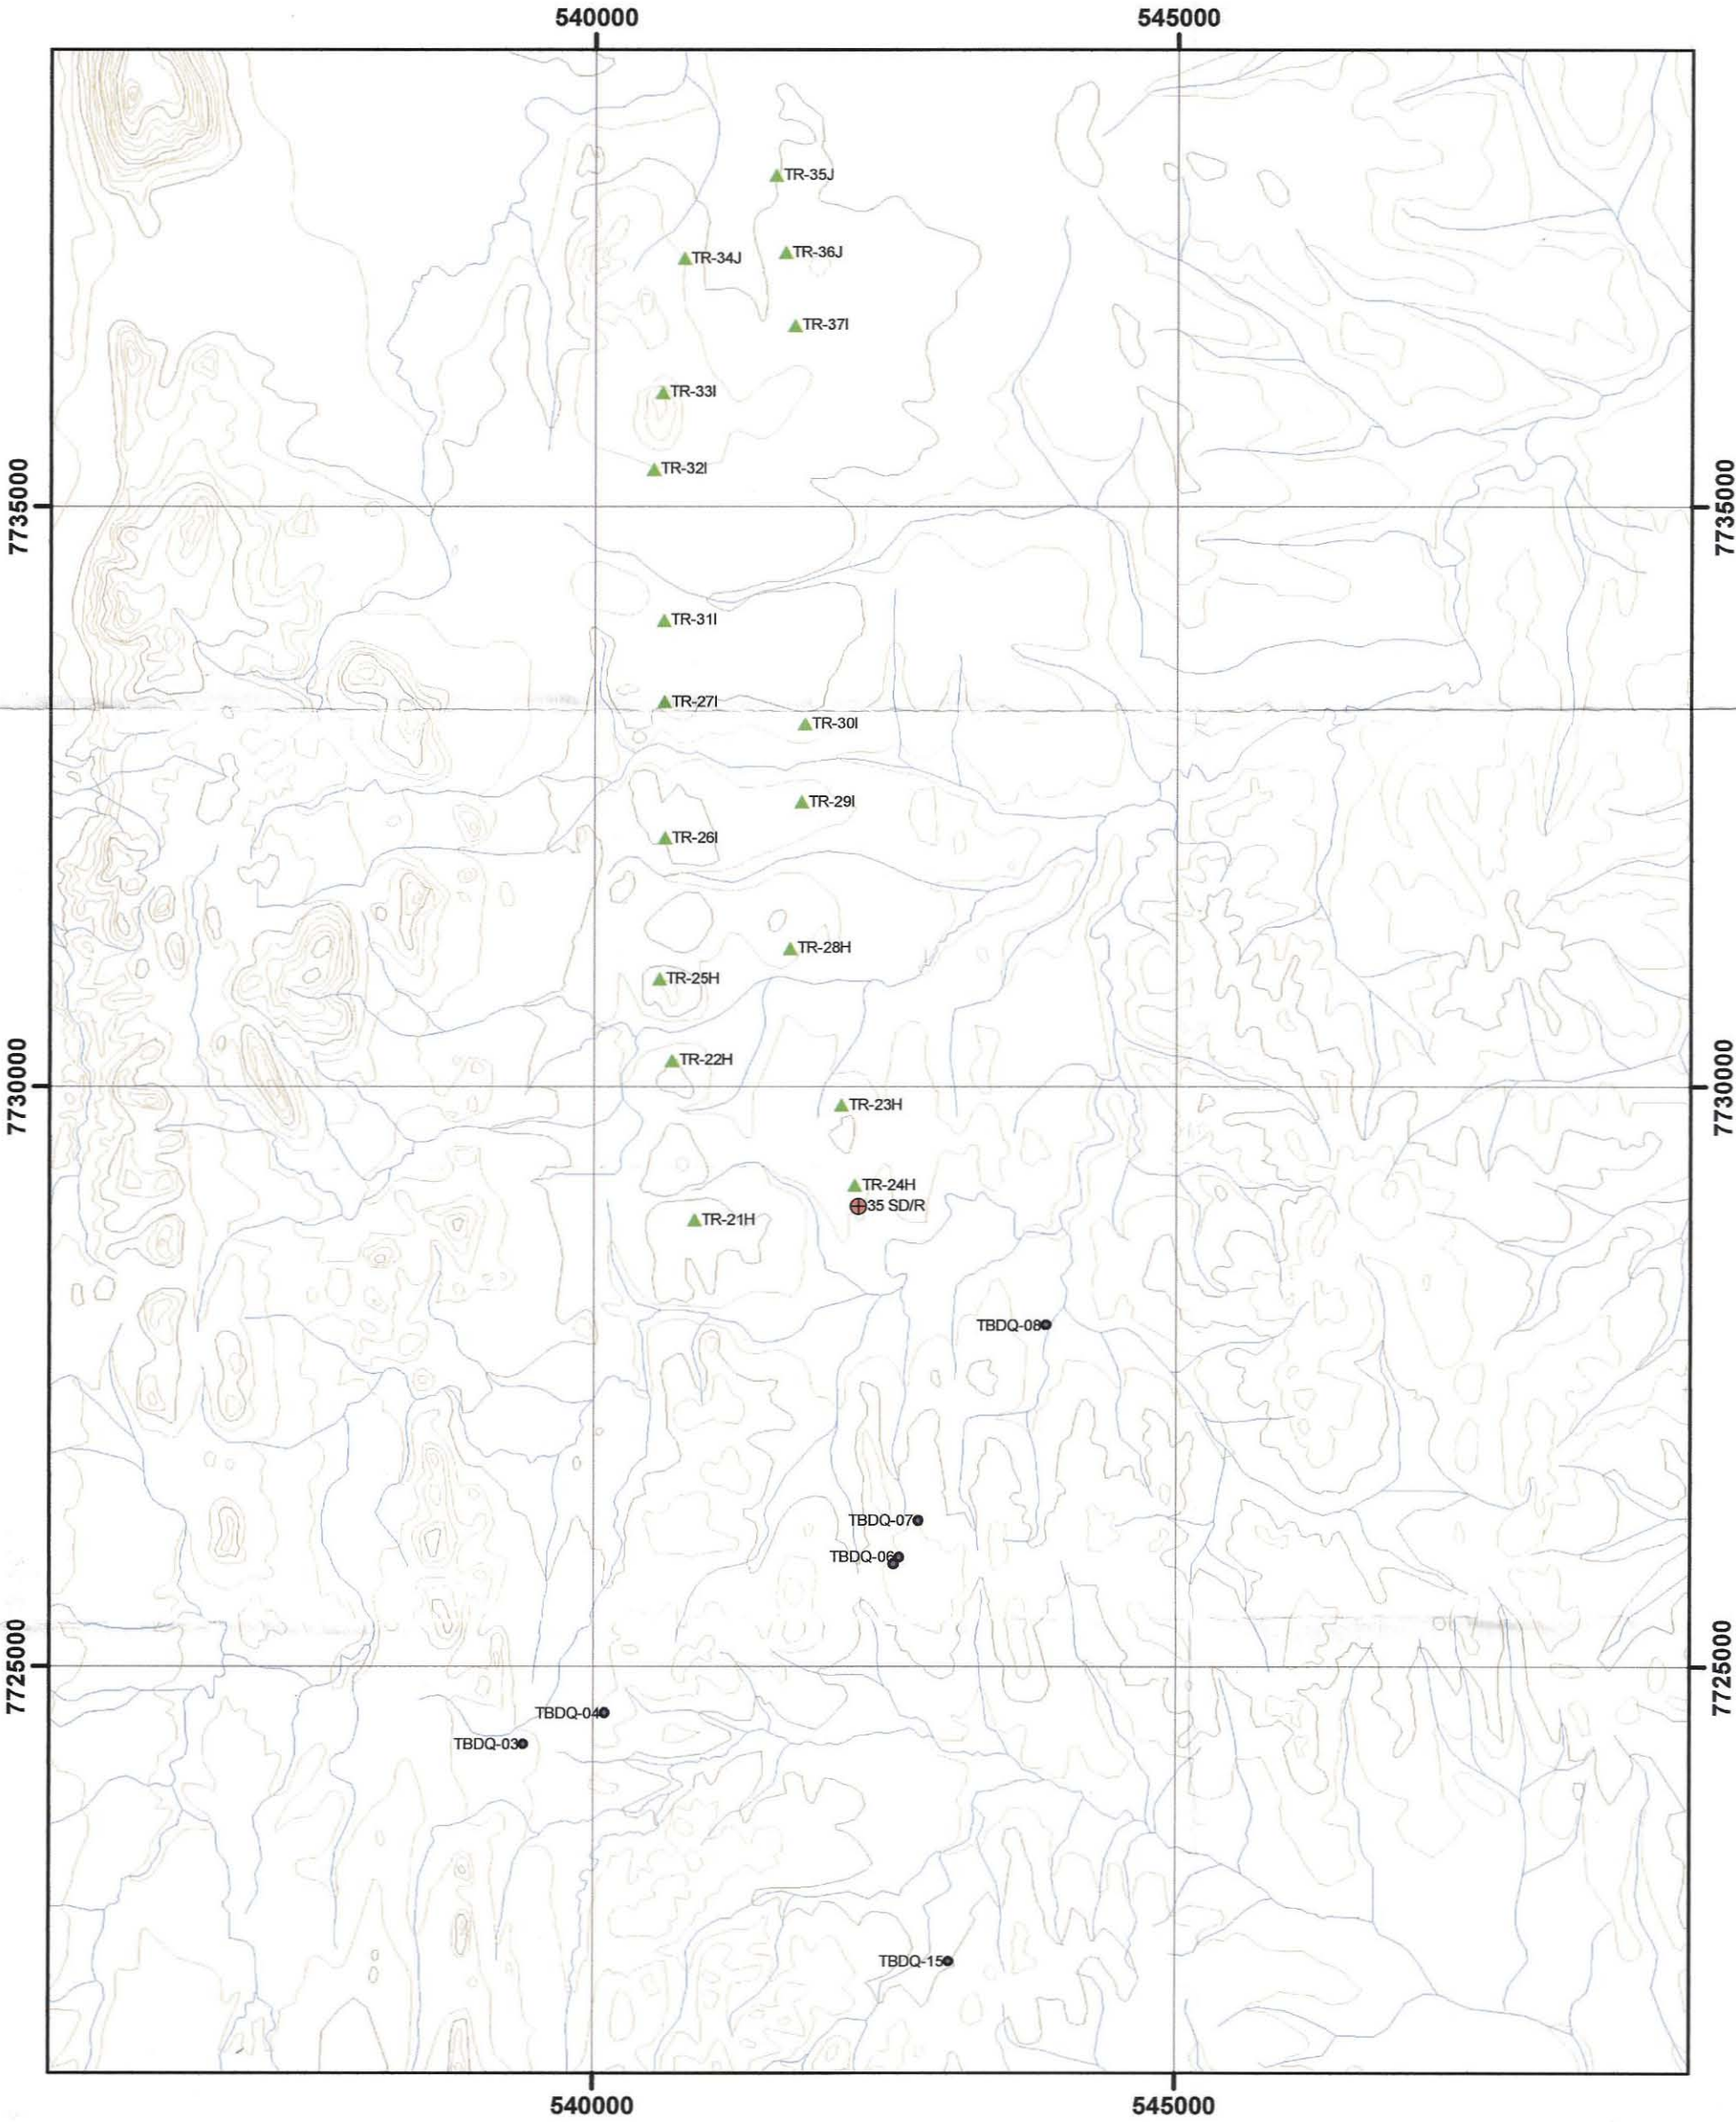 540000 545000
TR-35J
TR-36J
TR-34J
TR-37I
TR-33I
TR-32I
7735000 7735000
TR-31I
TR-27I
TR-30I
TR-29I
TR-26I
TR-28H
TR-25H
TR-22H
7730000 7730000
TR-23H
TR-24H
35 SD/R
TR-21H
TBDQ-08
TBDQ-07
TBDQ-06
7725000 7725000
TBDQ-04
TBDQ-03
TBDQ-15
540000 545000